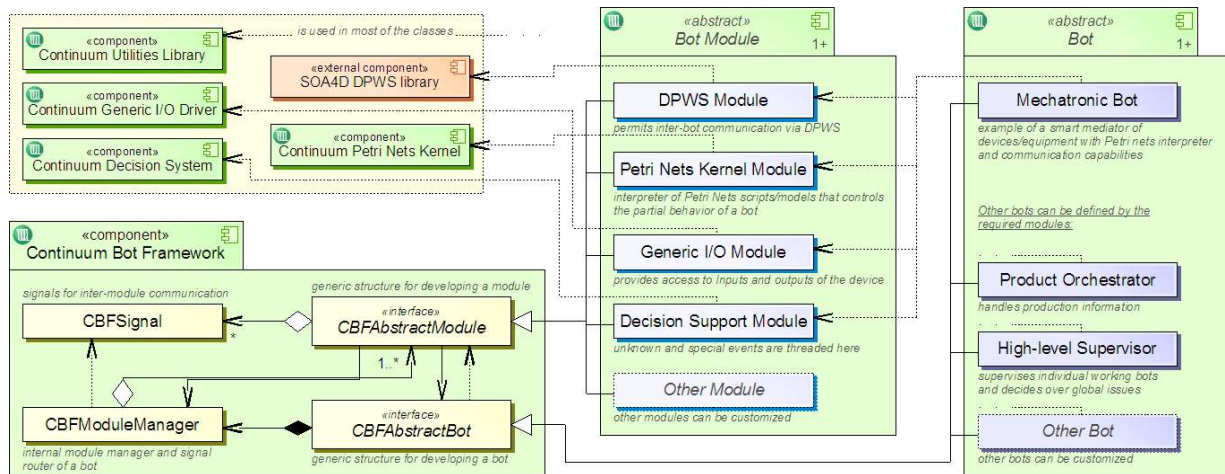 «component»
Continuum Utilities Library
is used in most of the classes
«external component»
SOA4D DPWS library
«component»
Continuum Generic I/O Driver
«component»
Continuum Petri Nets Kernel
«component»
Continuum Decision System
«component»
Continuum Bot Framework
signals for inter-module communication
CBFSignal
*
generic structure for developing a module
«interface»
CBFAbstractModule
1..*
CBFModuleManager
internal module manager and signal
router of a bot
«interface»
CBFAbstractBot
generic structure for developing a bot
«abstract»
Bot Module
1+
DPWS Module
permits inter-bot communication via DPWS
Petri Nets Kernel Module
interpreter of Petri Nets scripts/models that controls
the partial behavior of a bot
Generic I/O Module
provides access to Inputs and outputs of the device
Decision Support Module
unknown and special events are threaded here
Other Module
other modules can be customized
«abstract»
Bot
1+
Mechatronic Bot
example of a smart mediator of
devices/equipment with Petri nets interpreter
and communication capabilities
Other bots can be defined by the
required modules:
Product Orchestrator
handles production information
High-level Supervisor
supervises individual working bots
and decides over global issues
Other Bot
other bots can be customized